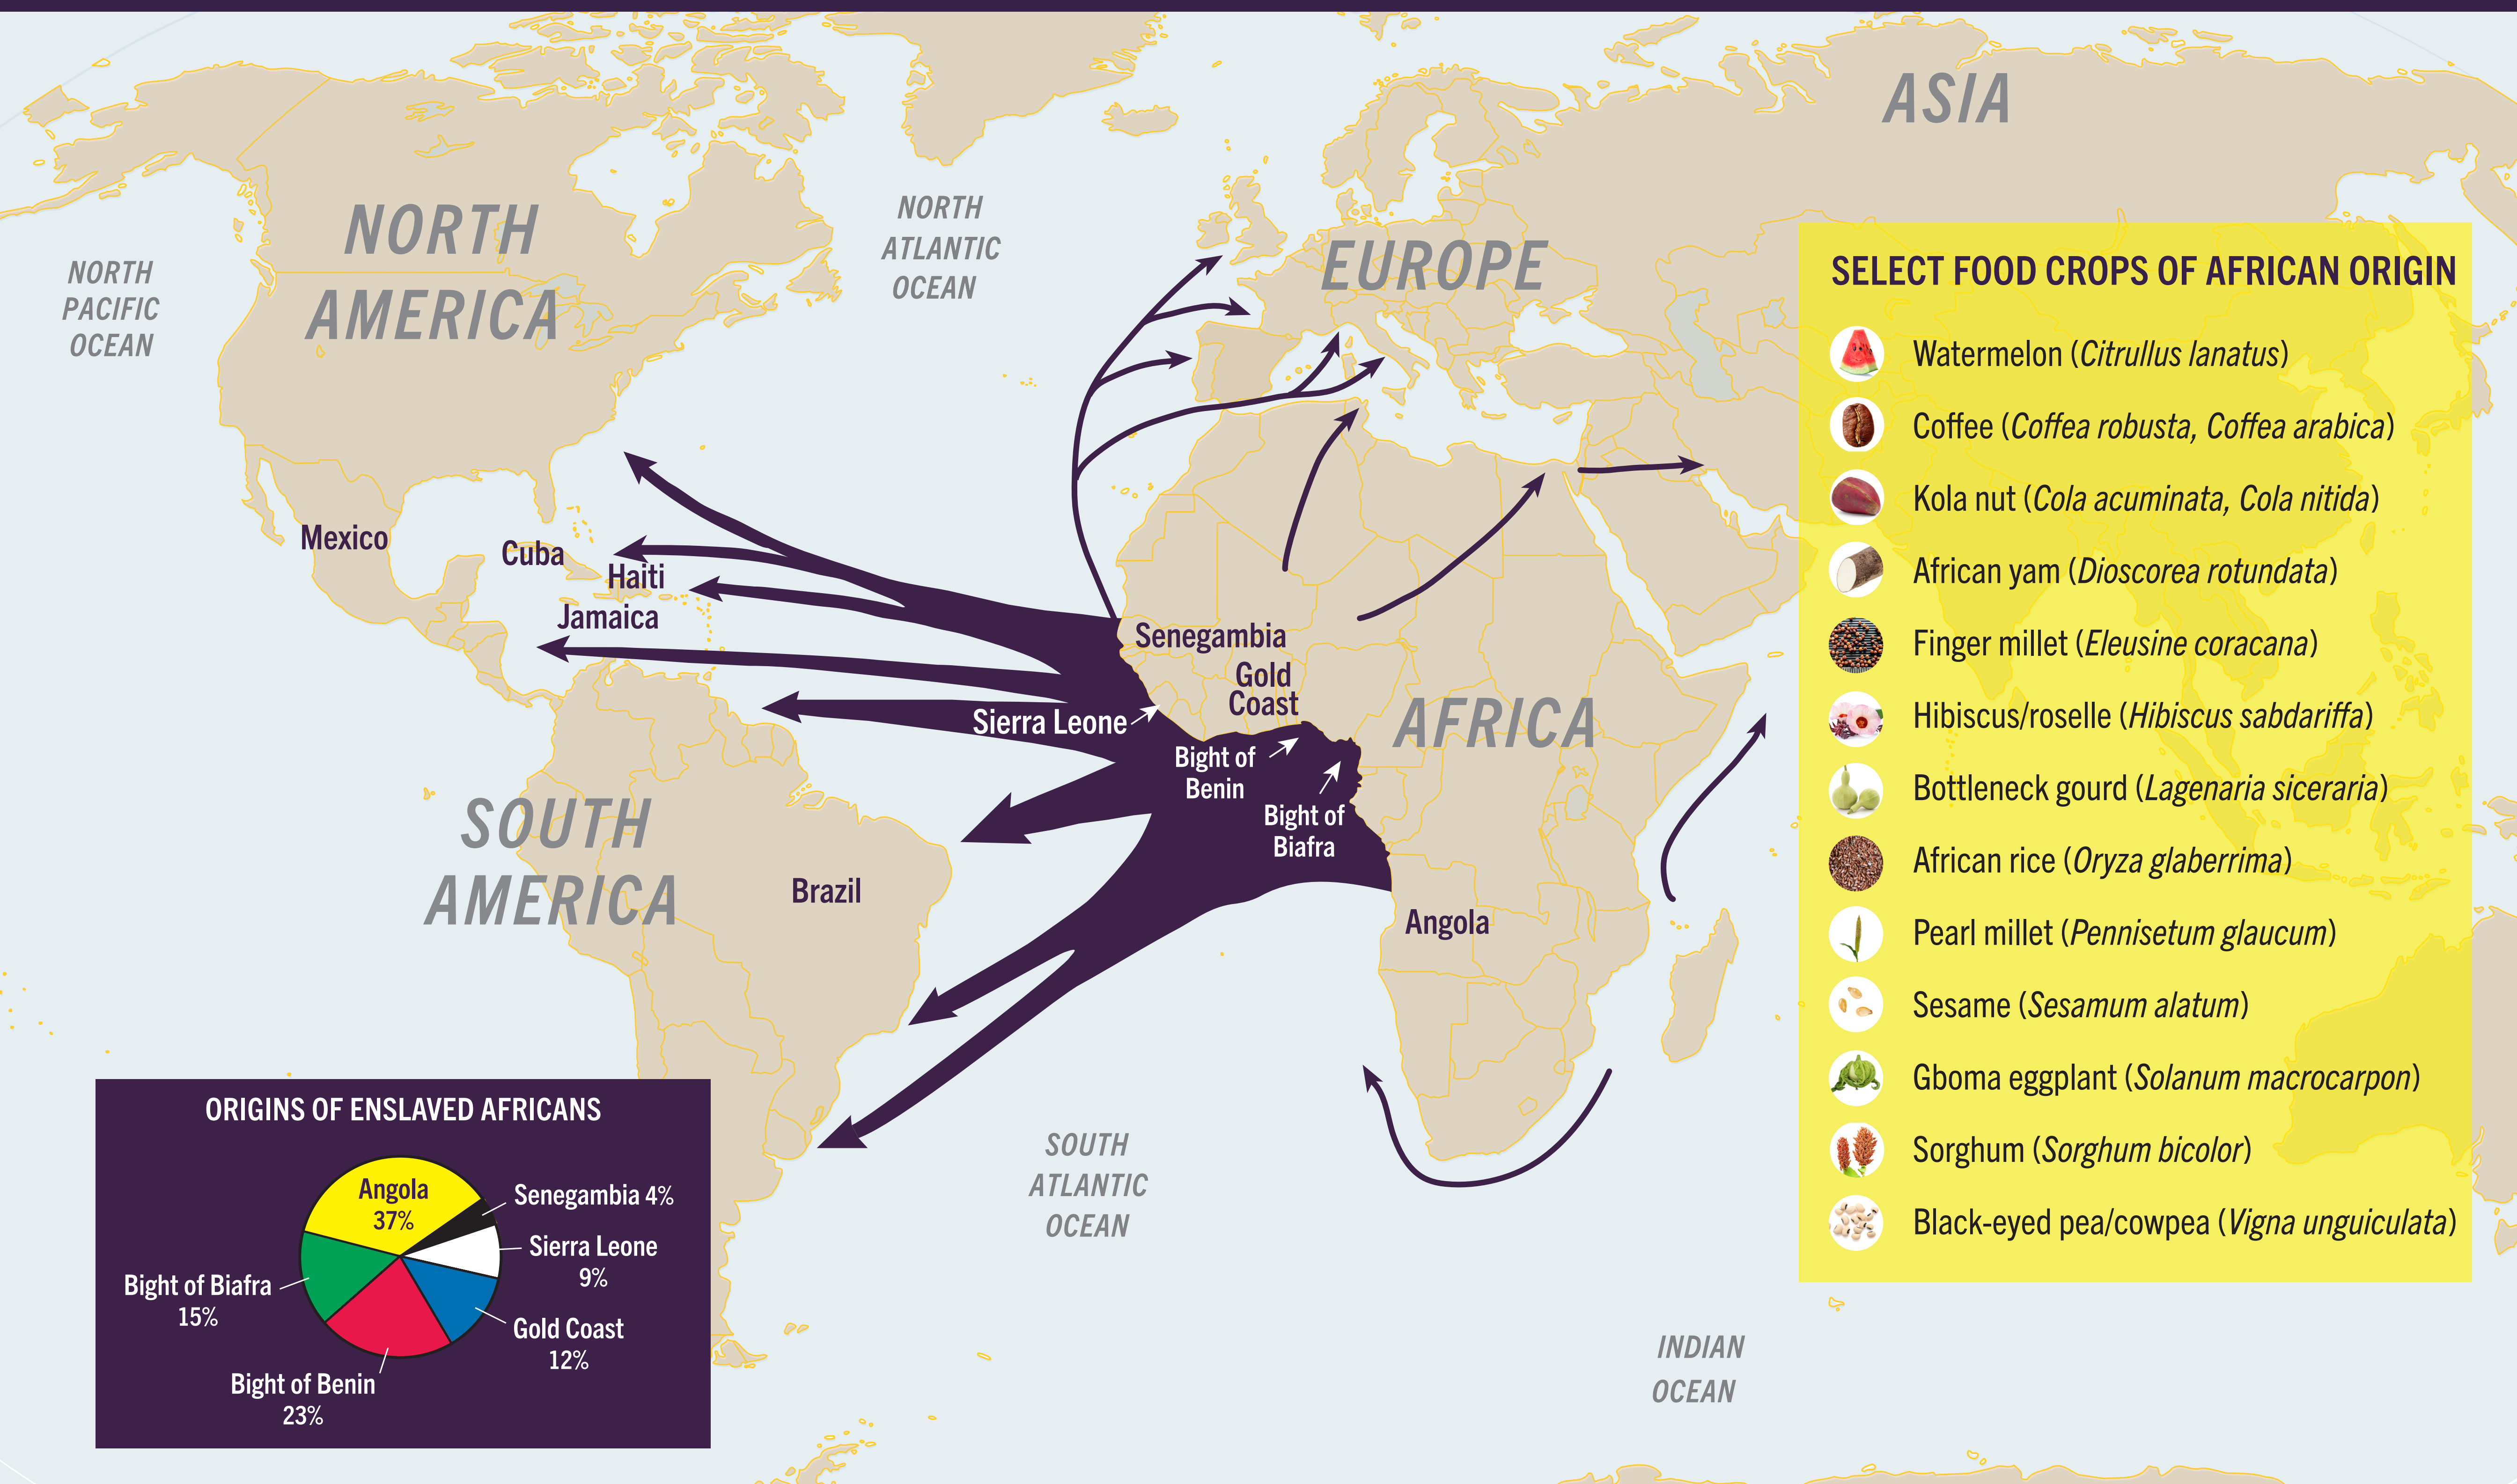 ASIA
NORTH
AMERICA
NORTH
PACIFIC
OCEAN
NORTH
ATLANTIC
OCEAN
EUROPE
Mexico
Cuba
Haiti
Jamaica
Senegambia
Gold
Coast
Sierra Leone
Bight of
Benin
Bight of
Biafra
AFRICA
SOUTH
AMERICA
Brazil
Angola
SOUTH
ATLANTIC
OCEAN
INDIAN
OCEAN
SELECT FOOD CROPS OF AFRICAN ORIGIN
Watermelon (Citrullus lanatus)
Coffee (Coffea robusta, Coffea arabica)
Kola nut (Cola acuminata, Cola nitida)
African yam (Dioscorea rotundata)
Finger millet (Eleusine coracana)
Hibiscus/roselle (Hibiscus sabdariffa)
Bottleneck gourd (Lagenaria siceraria)
African rice (Oryza glaberrima)
Pearl millet (Pennisetum glaucum)
Sesame (Sesamum alatum)
Gboma eggplant (Solanum macrocarpon)
Sorghum (Sorghum bicolor)
Black-eyed pea/cowpea (Vigna unguiculata)
ORIGINS OF ENSLAVED AFRICANS
Angola
37%
Senegambia 4%
Sierra Leone
9%
Gold Coast
12%
Bight of Benin
23%
Bight of Biafra
15%